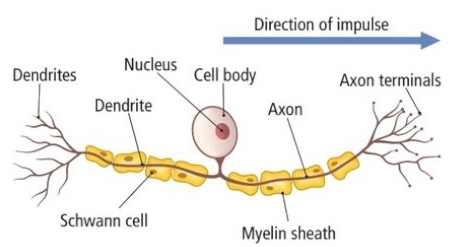 Direction of impulse
Dendrites
Nucleus
Cell body
Axon terminals
Dendrite
Axon
Schwann cell
Myelin sheath